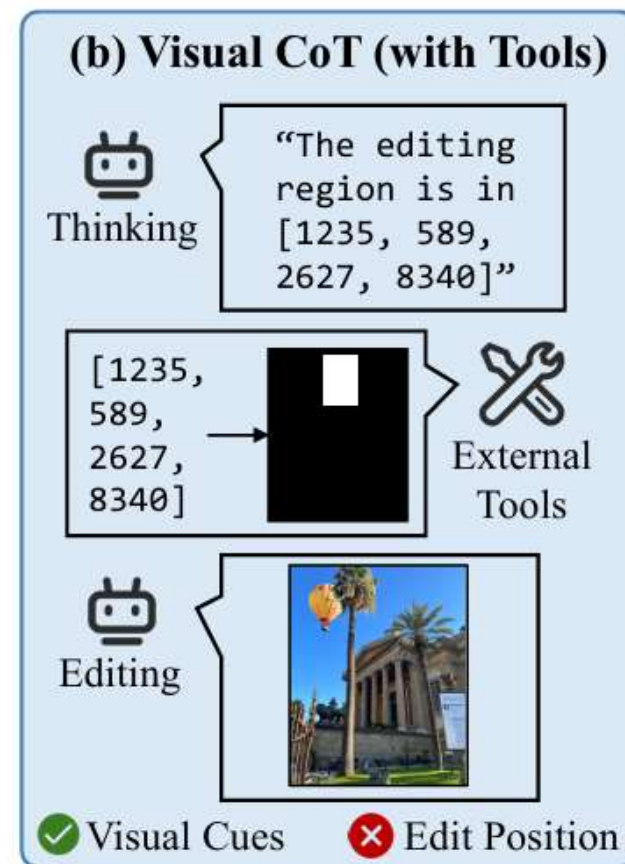 (b) Visual CoT (with Tools)
“The editing
region is in
[1235, 589,
2627, 8340]”
Thinking
[1235,
589,
2627,
8340]
External
Tools
Editing
Visual Cues
Edit Position